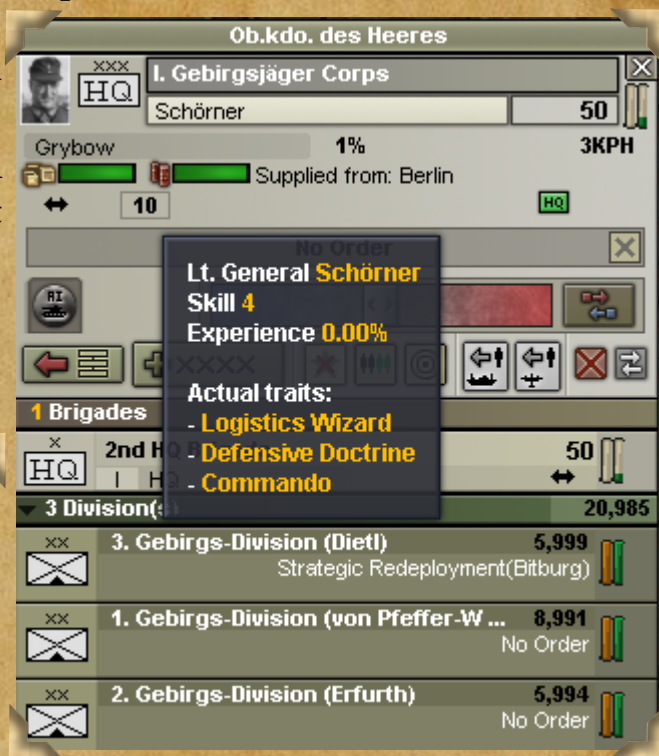 Ob.kdo. des Heeres
xxx
HQ
I. Gebirgsjäger Corps
Schörner
50
Grybow
1%
3KPH
Supplied from: Berlin
10
HQ
No Order
Lt. General Schörner
Skill 4
Experience 0.00%
Actual traits:
- Logistics Wizard
- Defensive Doctrine
- Commando
AI
XXXX
1 Brigades
x
HQ
2nd HQ
50
I
3 Division(s)
20,985
xx
3. Gebirgs-Division (Dietl)
5,999
Strategic Redeployment(Bitburg)
xx
1. Gebirgs-Division (von Pfeffer-W ...
8,991
No Order
xx
2. Gebirgs-Division (Erfurth)
5,994
No Order